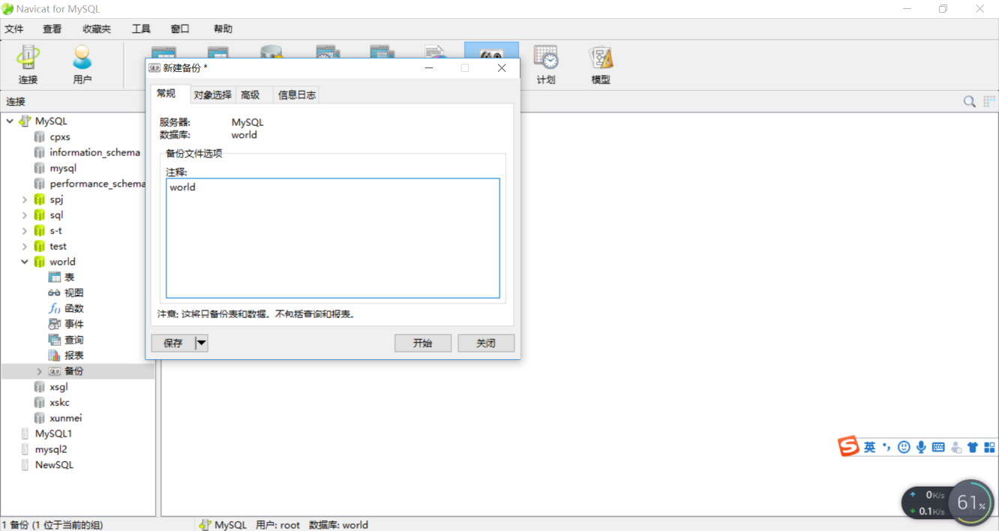 Navicat for MySQL
文件 查看 收藏夹 工具 窗口 帮助
连接 用户 计划 模型
连接
MySQL
cpxs
information_schema
mysql
performance_schema
spj
sql
s-t
test
world
表
视图
函数
事件
查询
报表
备份
xsgl
xskc
xunmei
MySQL1
mysql2
NewSQL
新建备份 *
常规 对象选择 高级 信息日志
服务器: MySQL
数据库: world
备份文件选项
注释:
world
注意: 这将只备份表和数据。不包括查询和报表。
保存 开始 关闭
英
0K/s
0.1K/s
61%
1 备份 (1 位于当前的组) MySQL 用户: root 数据库: world